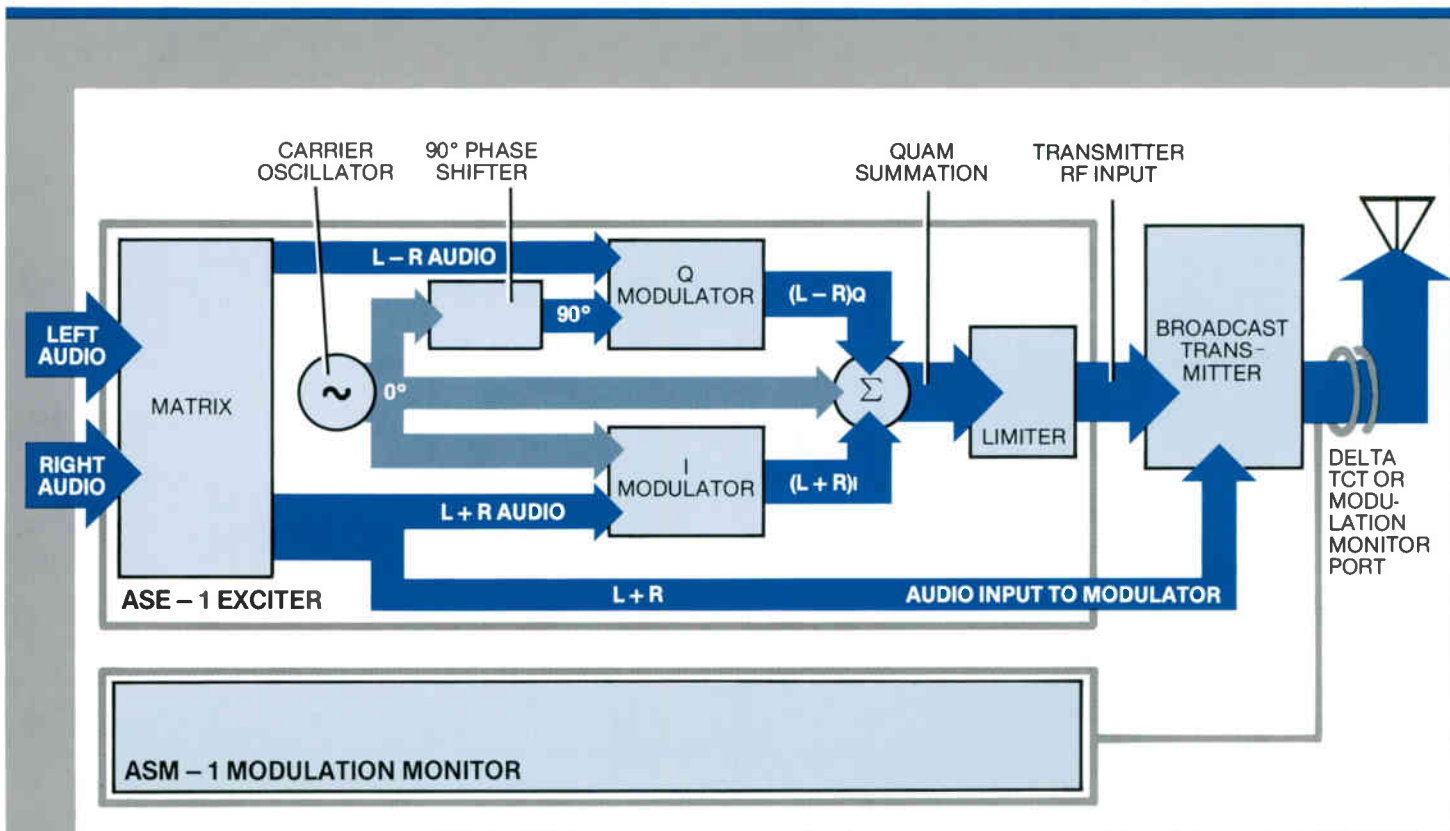 CARRIER
OSCILLATOR
90° PHASE
SHIFTER
QUAM
SUMMATION
TRANSMITTER
RF INPUT
LEFT
AUDIO
RIGHT
AUDIO
MATRIX
L – R AUDIO
90°
0°
~
Q
MODULATOR
I
MODULATOR
L + R AUDIO
(L – R)Q
Σ
(L + R)I
LIMITER
BROADCAST
TRANS-
MITTER
DELTA
TCT OR
MODU-
LATION
MONITOR
PORT
ASE – 1 EXCITER
L + R
AUDIO INPUT TO MODULATOR
ASM – 1 MODULATION MONITOR